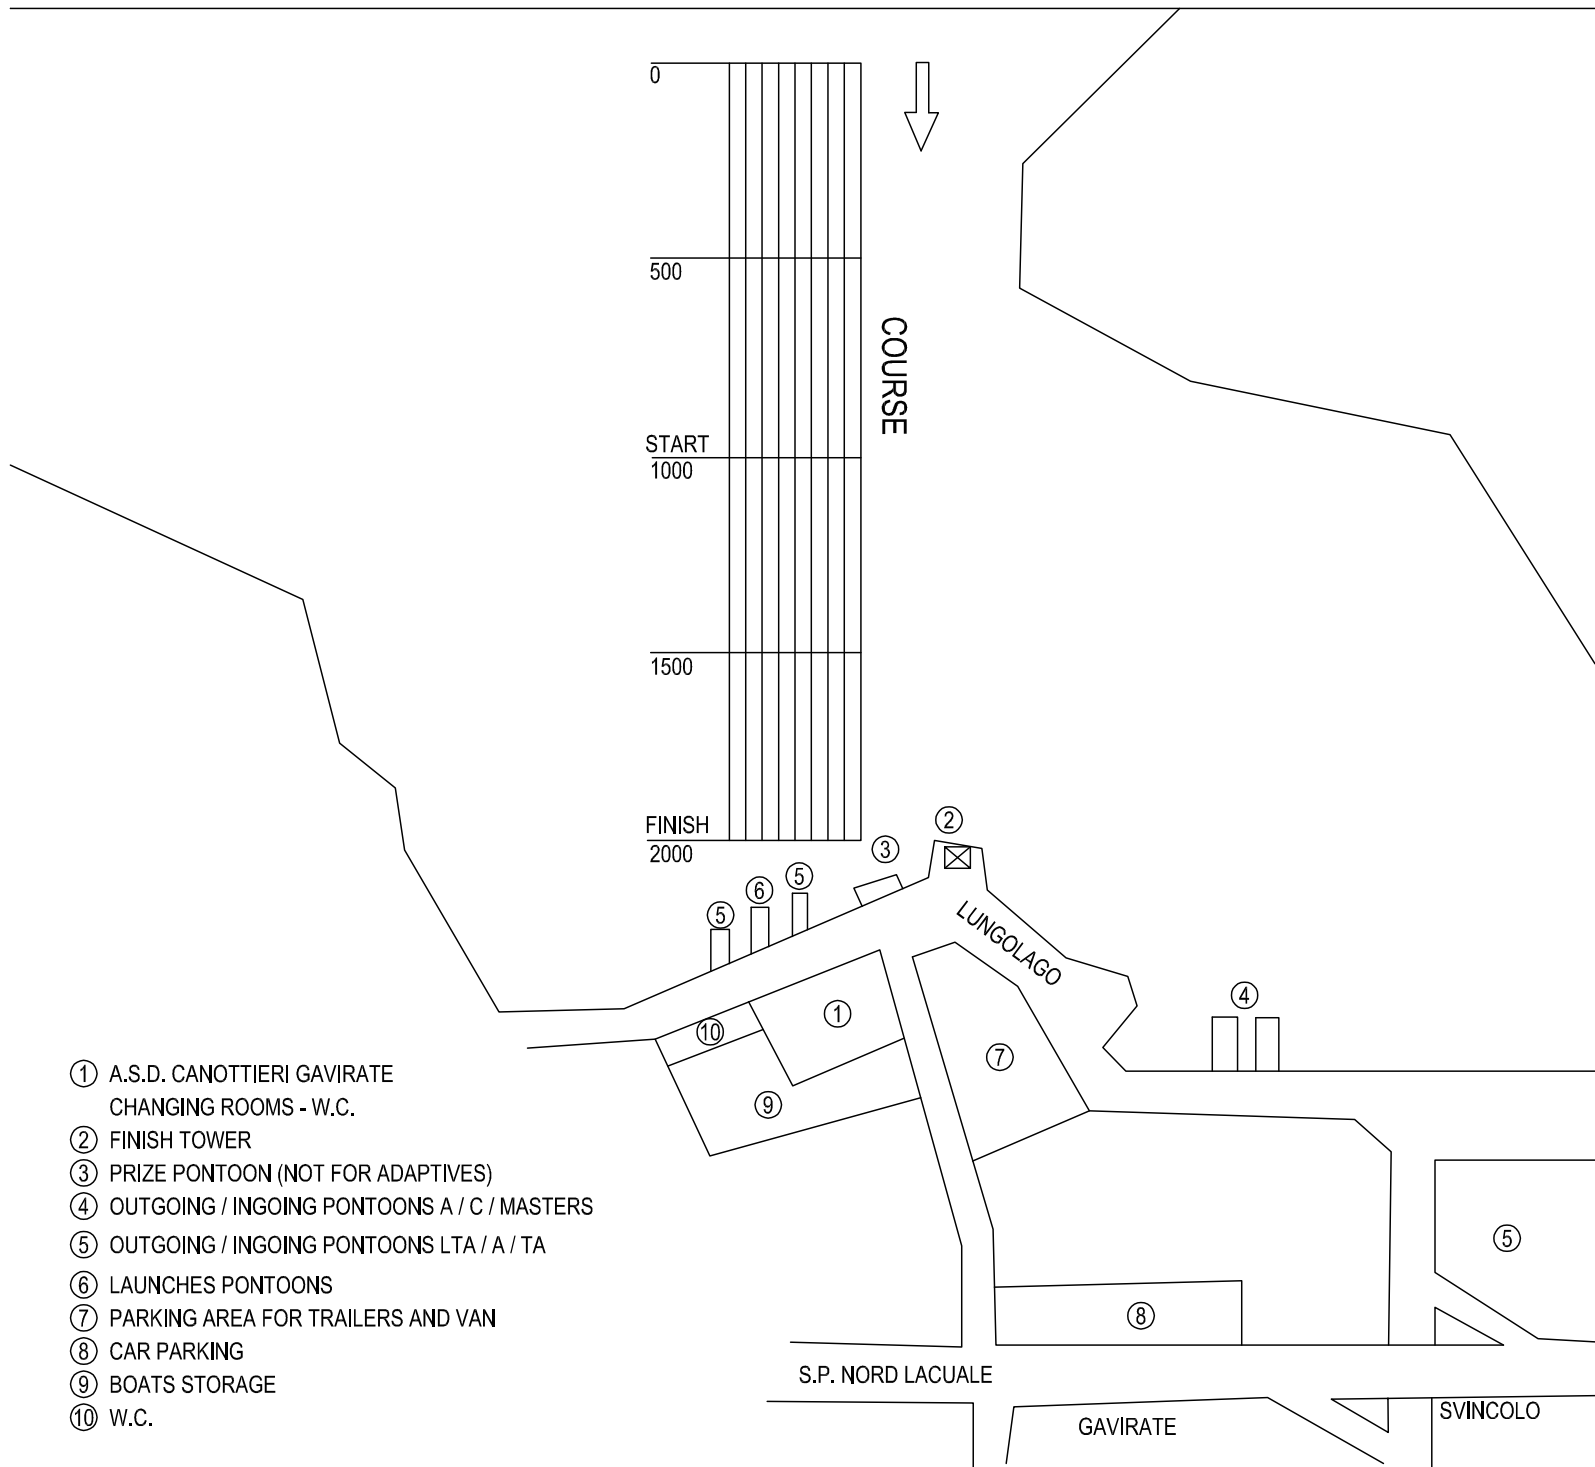 0
500
COURSE
START
1000
1500
FINISH
2000
2
3
5
6
5
LUNGOLAGO
4
1
10
7
9
5
8
① A.S.D. CANOTTIERI GAVIRATE
CHANGING ROOMS - W.C.
② FINISH TOWER
③ PRIZE PONTOON (NOT FOR ADAPTIVES)
④ OUTGOING / INGOING PONTOONS A / C / MASTERS
⑤ OUTGOING / INGOING PONTOONS LTA / A / TA
⑥ LAUNCHES PONTOONS
⑦ PARKING AREA FOR TRAILERS AND VAN
⑧ CAR PARKING
⑨ BOATS STORAGE
⑩ W.C.
S.P. NORD LACUALE
GAVIRATE
SVINCOLO